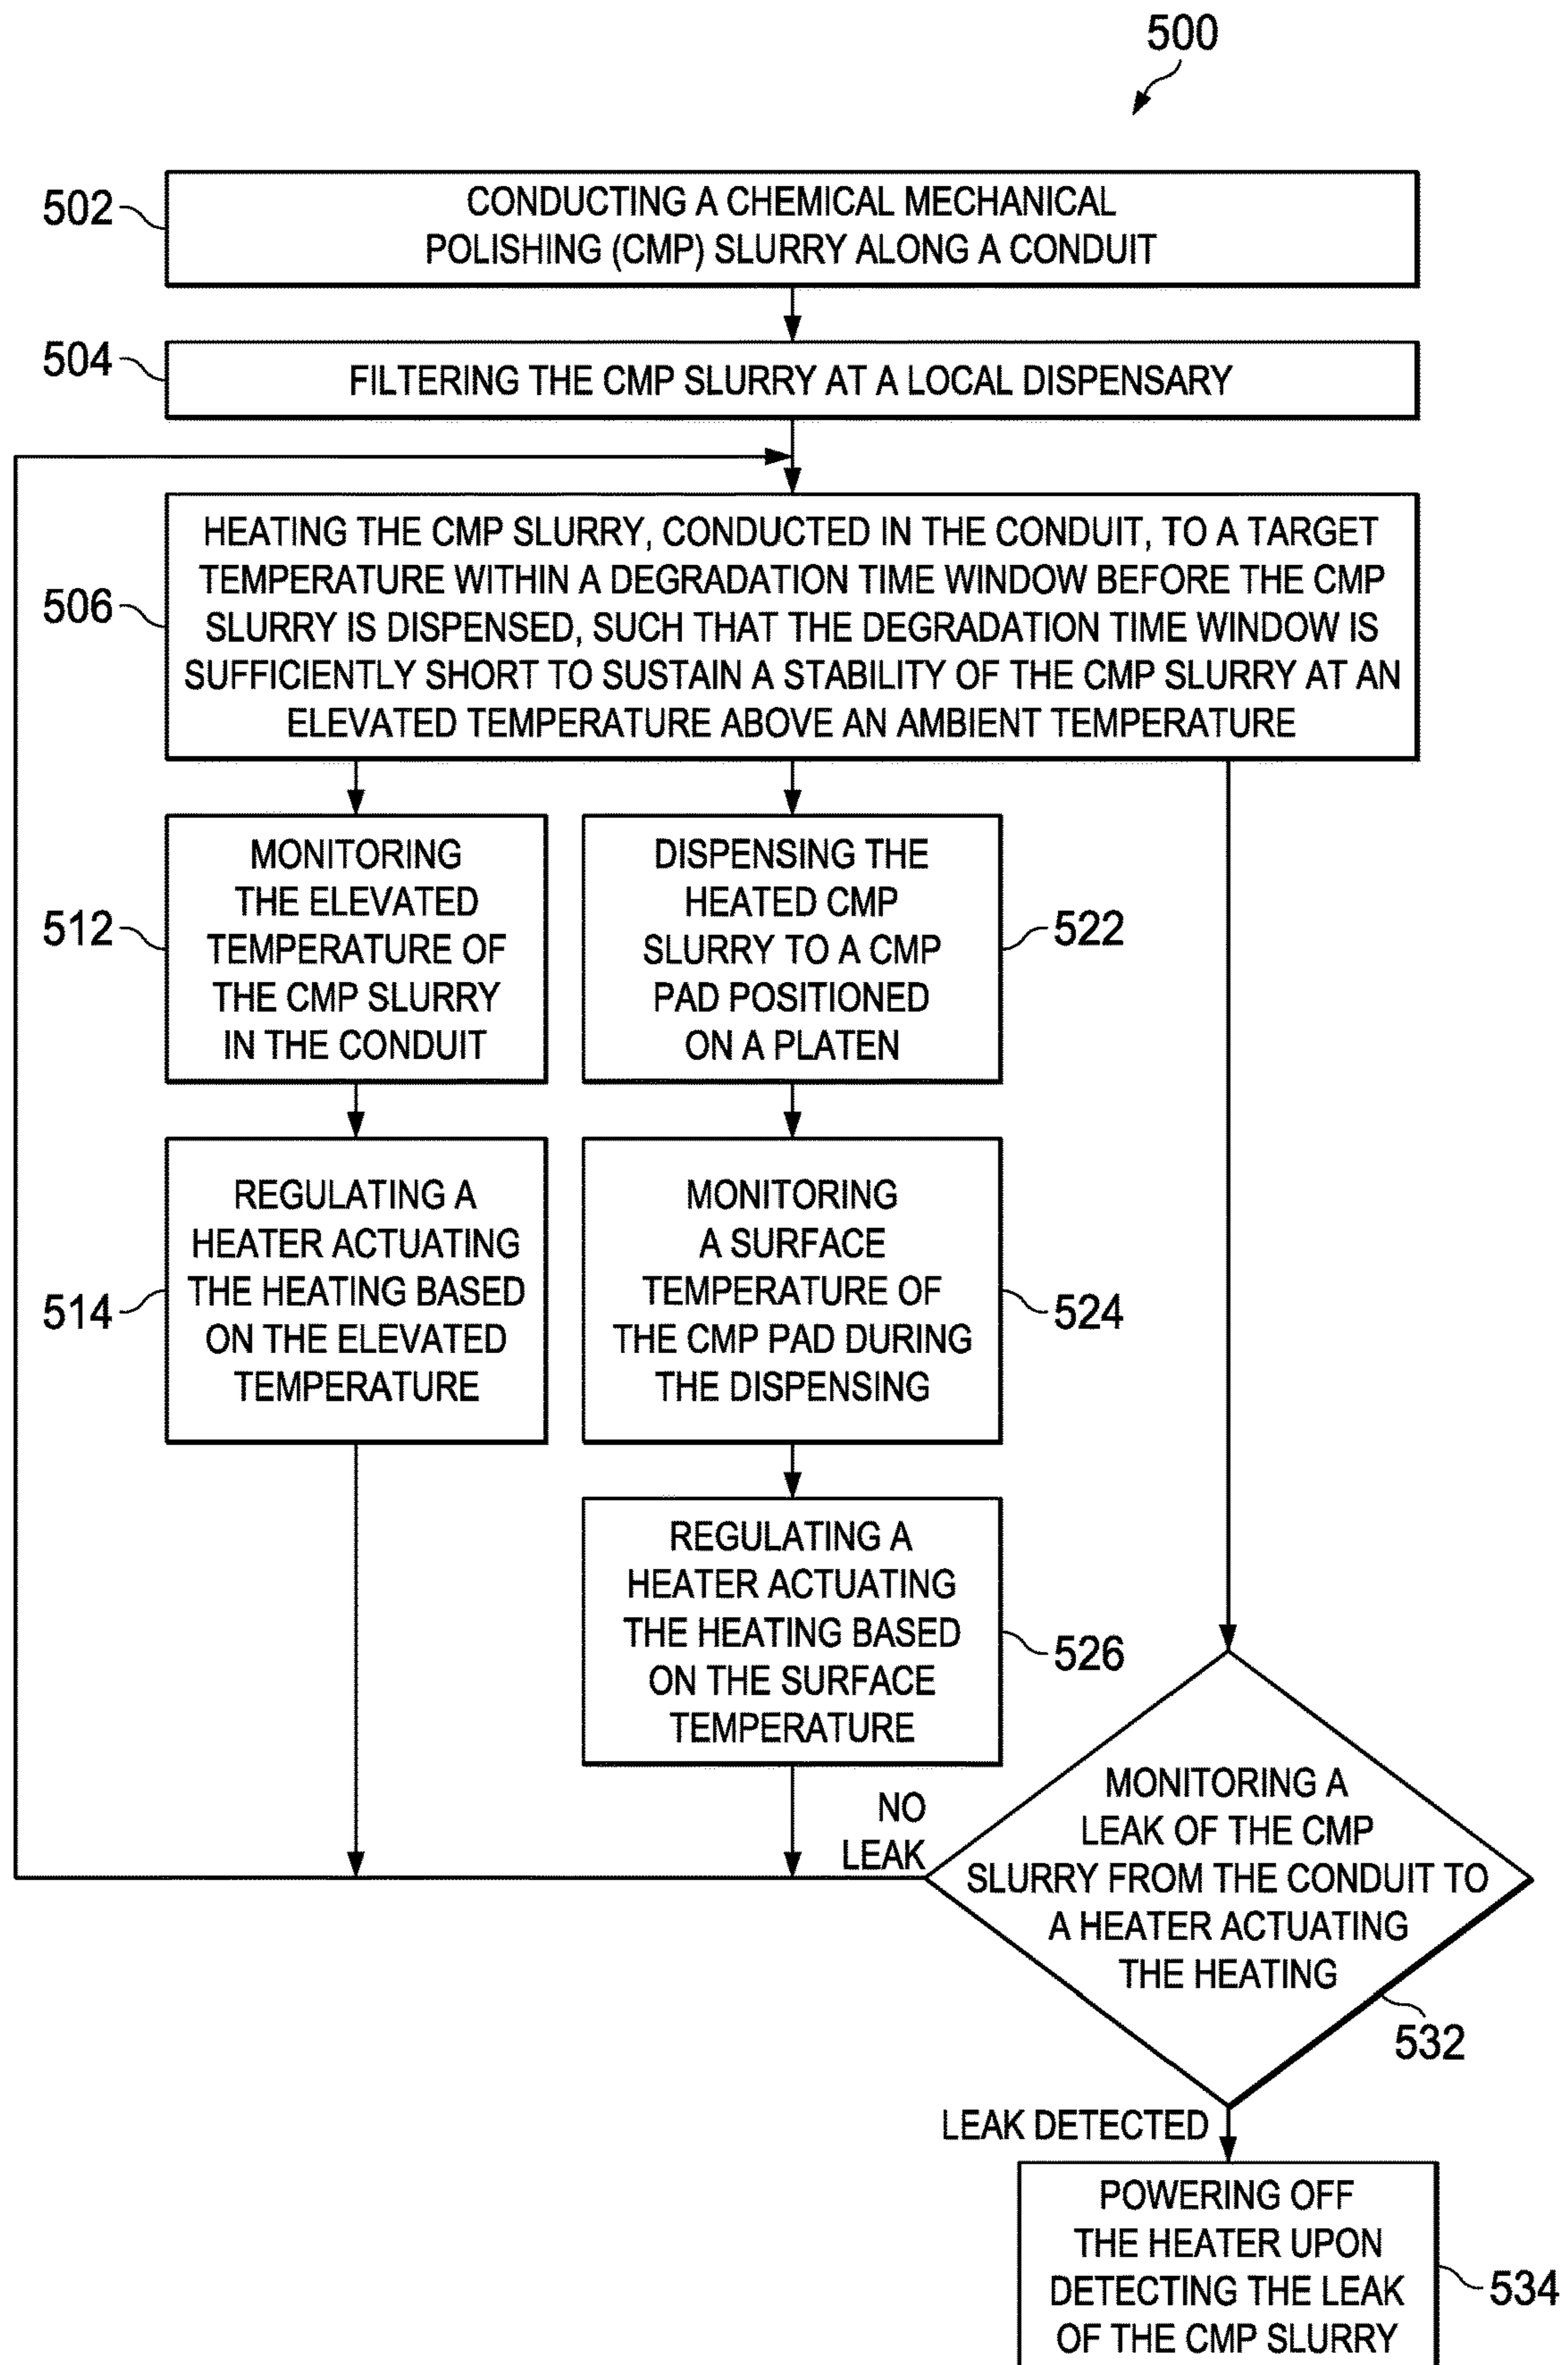 500
502
CONDUCTING A CHEMICAL MECHANICAL
POLISHING (CMP) SLURRY ALONG A CONDUIT
504
FILTERING THE CMP SLURRY AT A LOCAL DISPENSARY
506
HEATING THE CMP SLURRY, CONDUCTED IN THE CONDUIT, TO A TARGET
TEMPERATURE WITHIN A DEGRADATION TIME WINDOW BEFORE THE CMP
SLURRY IS DISPENSED, SUCH THAT THE DEGRADATION TIME WINDOW IS
SUFFICIENTLY SHORT TO SUSTAIN A STABILITY OF THE CMP SLURRY AT AN
ELEVATED TEMPERATURE ABOVE AN AMBIENT TEMPERATURE
512
MONITORING
THE ELEVATED
TEMPERATURE OF
THE CMP SLURRY
IN THE CONDUIT
514
REGULATING A
HEATER ACTUATING
THE HEATING BASED
ON THE ELEVATED
TEMPERATURE
DISPENSING THE
HEATED CMP
SLURRY TO A CMP
PAD POSITIONED
ON A PLATEN
522
MONITORING
A SURFACE
TEMPERATURE OF
THE CMP PAD DURING
THE DISPENSING
524
REGULATING A
HEATER ACTUATING
THE HEATING BASED
ON THE SURFACE
TEMPERATURE
526
NO
LEAK
MONITORING A
LEAK OF THE CMP
SLURRY FROM THE CONDUIT TO
A HEATER ACTUATING
THE HEATING
532
LEAK DETECTED
POWERING OFF
THE HEATER UPON
DETECTING THE LEAK
OF THE CMP SLURRY
534